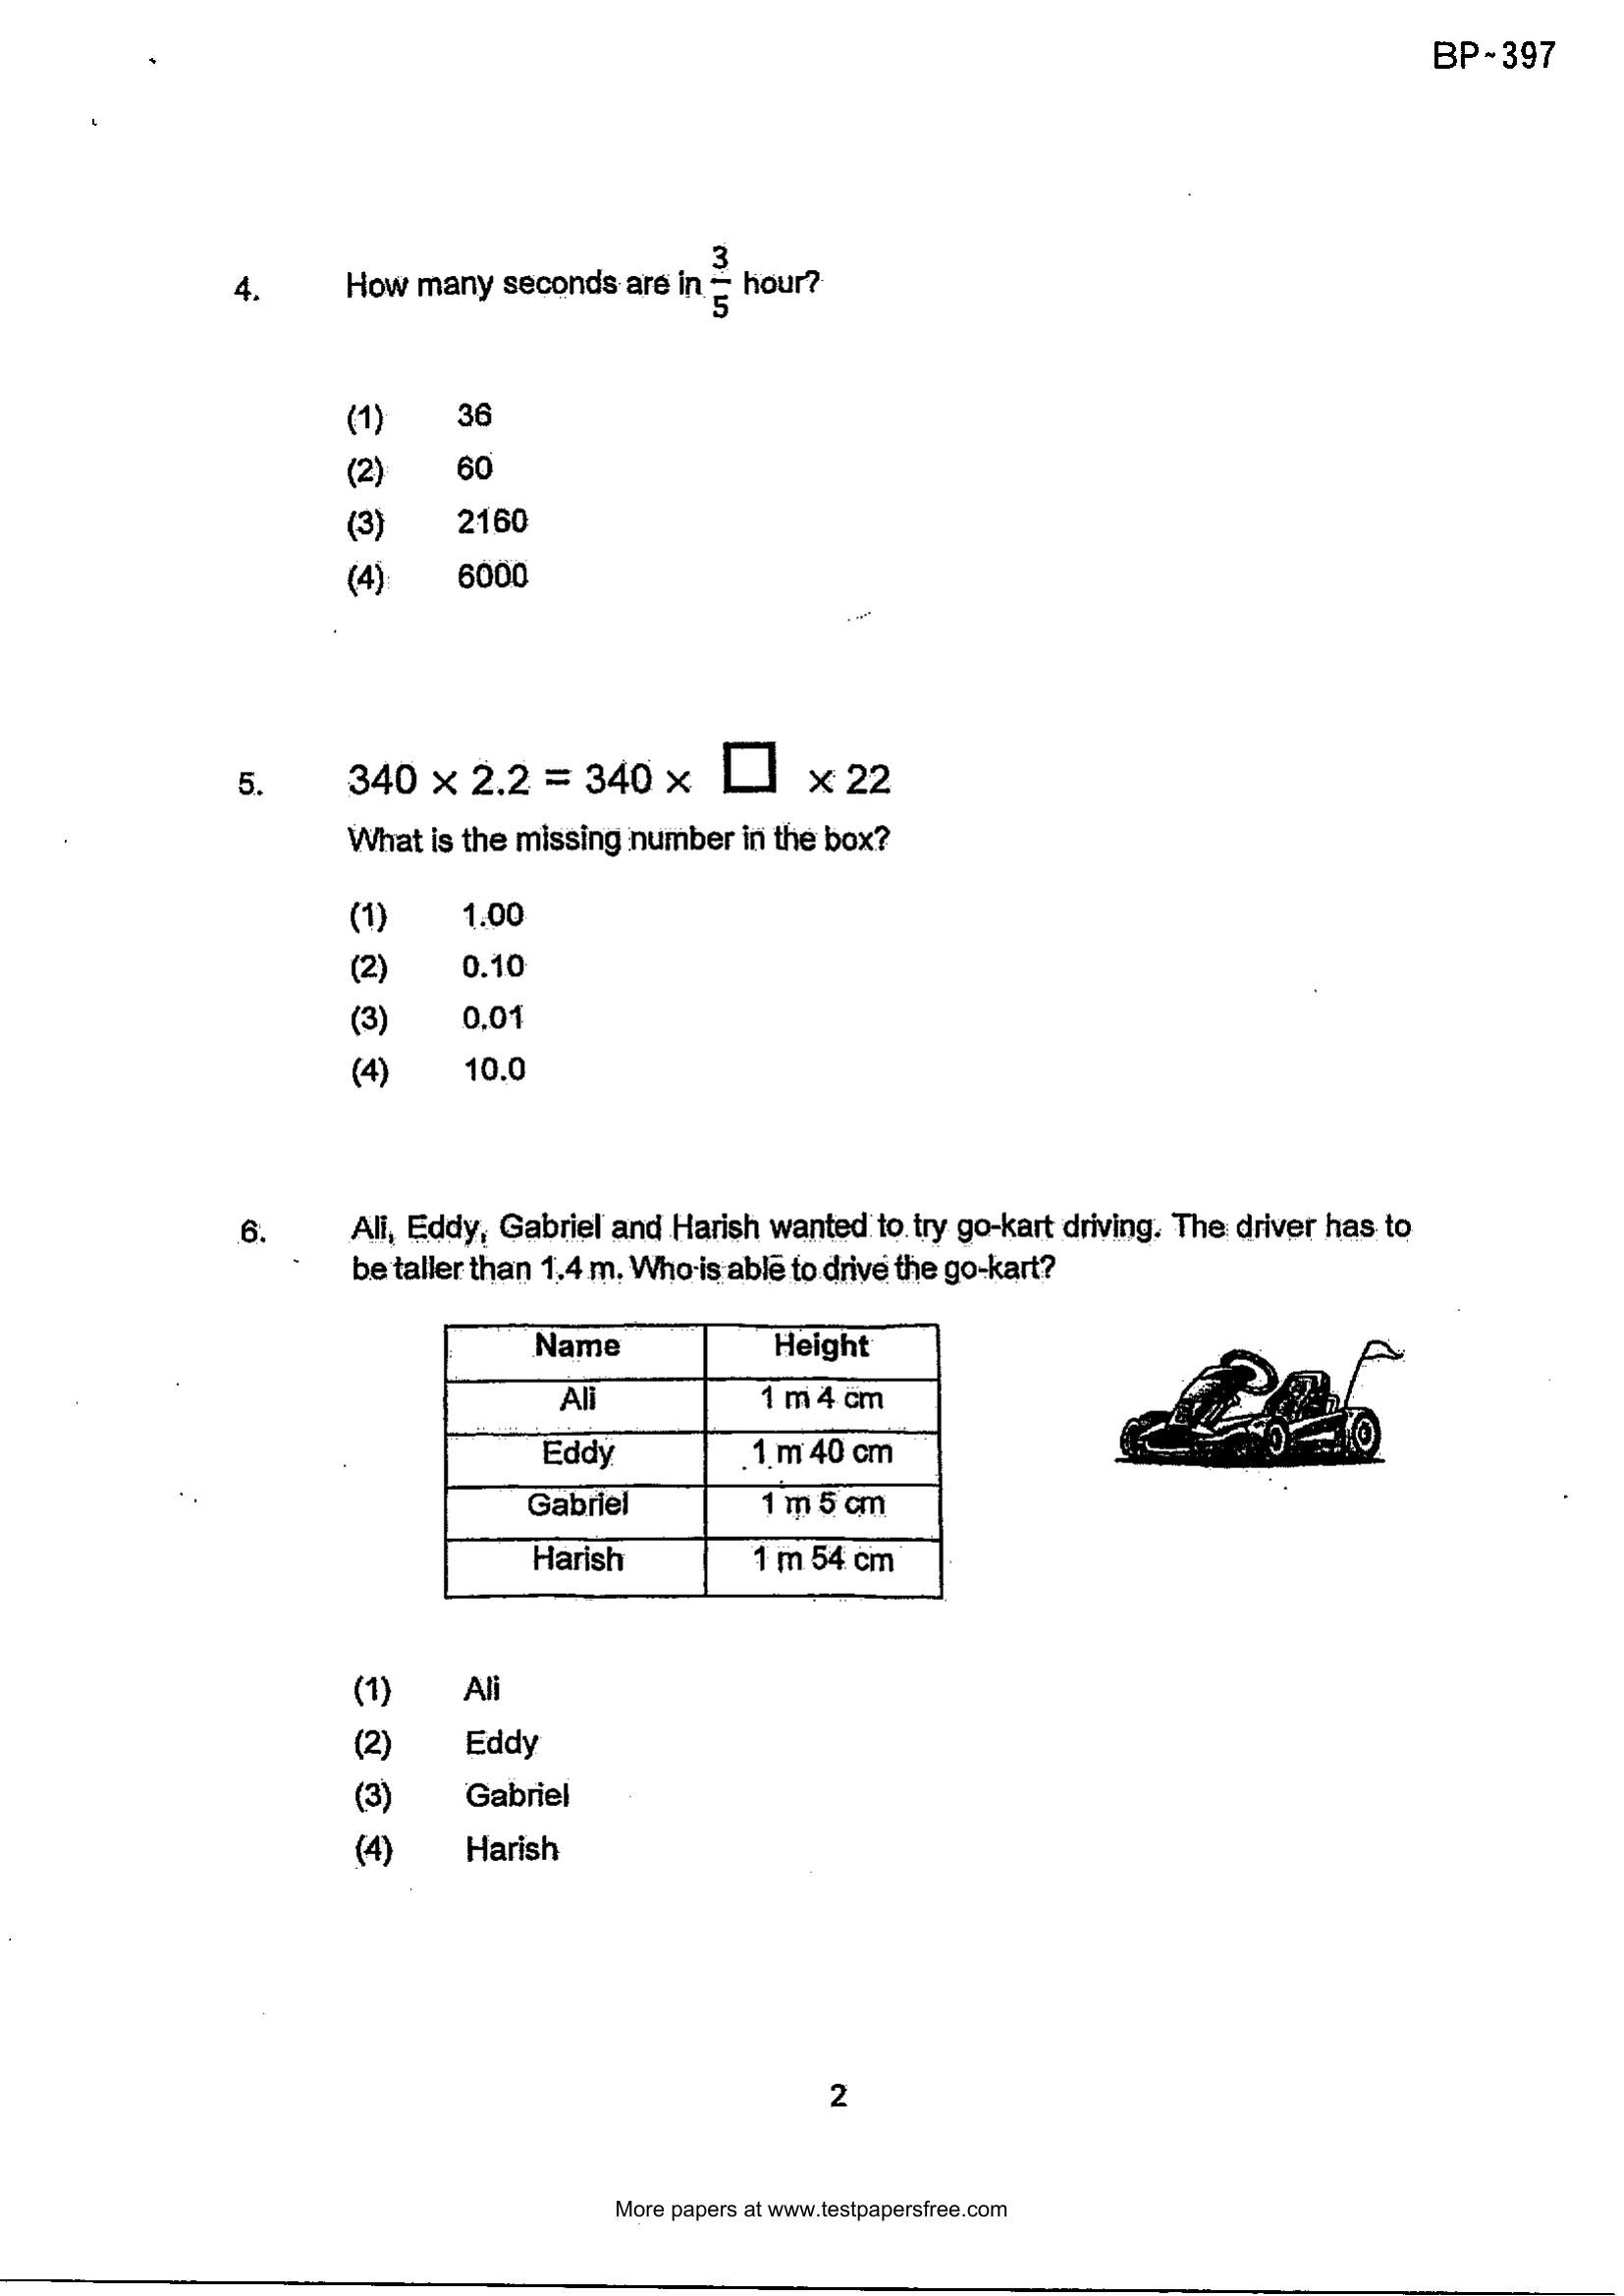 BP~397
4. How many seconds are in 3/5 hour?
(1) 36
(2) 60
(3) 2160
(4) 6000
5. 340 × 2.2 = 340 × □ × 22
What is the missing number in the box?
(1) 1.00
(2) 0.10
(3) 0.01
(4) 10.0
6. Ali, Eddy, Gabriel and Harish wanted to try go-kart driving. The driver has to
be taller than 1.4 m. Who is able to drive the go-kart?
Name Height
Ali 1 m 4 cm
Eddy 1 m 40 cm
Gabriel 1 m 5 cm
Harish 1 m 54 cm
(1) Ali
(2) Eddy
(3) Gabriel
(4) Harish
2
More papers at www.testpapersfree.com